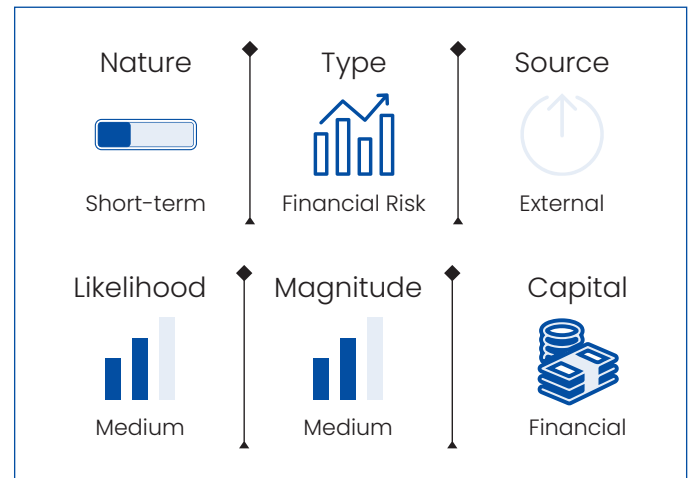 Nature
Type
Source
Short-term
Financial Risk
External
Likelihood
Magnitude
Capital
Medium
Medium
Financial